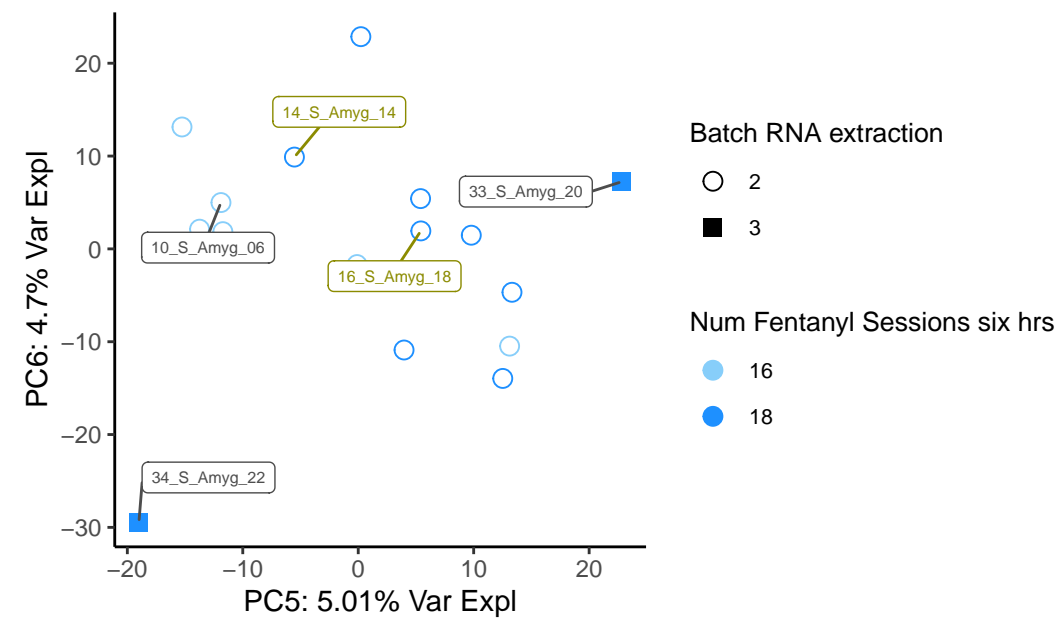 20
10
0
−10
−20
−30
−20
−10
0
10
20
PC6: 4.7% Var Expl
PC5: 5.01% Var Expl
14_S_Amyg_14
33_S_Amyg_20
10_S_Amyg_06
16_S_Amyg_18
34_S_Amyg_22
Batch RNA extraction
2
3
Num Fentanyl Sessions six hrs
16
18